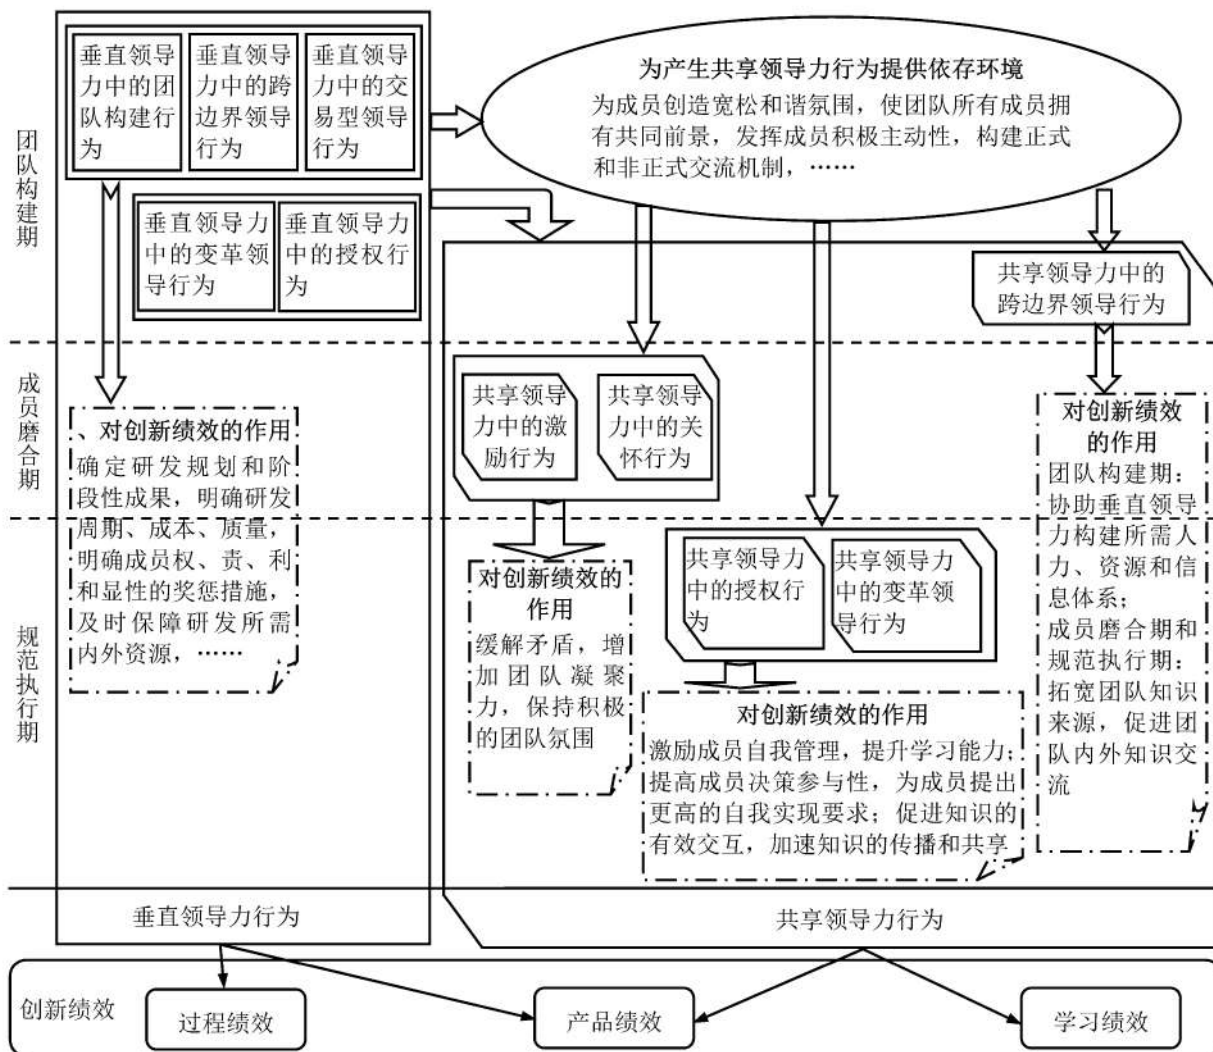 团队构建期
垂直领导
力中的团
队构建行
为
垂直领导
力中的跨
边界领导
行为
垂直领导
力中的交
易型领导
行为
为产生共享领导力行为提供依存环境
为成员创造宽松和谐氛围，使团队所有成员拥
有共同前景，发挥成员积极主动性，构建正式
和非正式交流机制，……
垂直领导力
中的变革领
导行为
垂直领导力
中的授权行
为
共享领导力中的
跨边界领导行为
成员磨合期
、对创新绩效的作用
确定研发规划和阶
段性成果，明确研发
周期、成本、质量，
明确成员权、责、利
和显性的奖惩措施，
及时保障研发所需
内外资源，……
共享领导
力中的激
励行为
共享领导
力中的关
怀行为
对创新绩效
的作用
团队构建期：
协助垂直领导
力构建所需人
力、资源和信
息体系；
成员磨合期和
规范执行期：
拓宽团队知识
来源，促进团
队内外知识交
流
规范执行期
对创新绩效的
作用
缓解矛盾，增
加团队凝聚
力，保持积极
的团队氛围
共享领导力
中的授权行
为
共享领导力
中的变革领
导行为
对创新绩效的作用
激励成员自我管理，提升学习能力；
提高成员决策参与性，为成员提出
更高的自我实现要求；促进知识的
有效交互，加速知识的传播和共享
垂直领导力行为
共享领导力行为
创新绩效
过程绩效
产品绩效
学习绩效